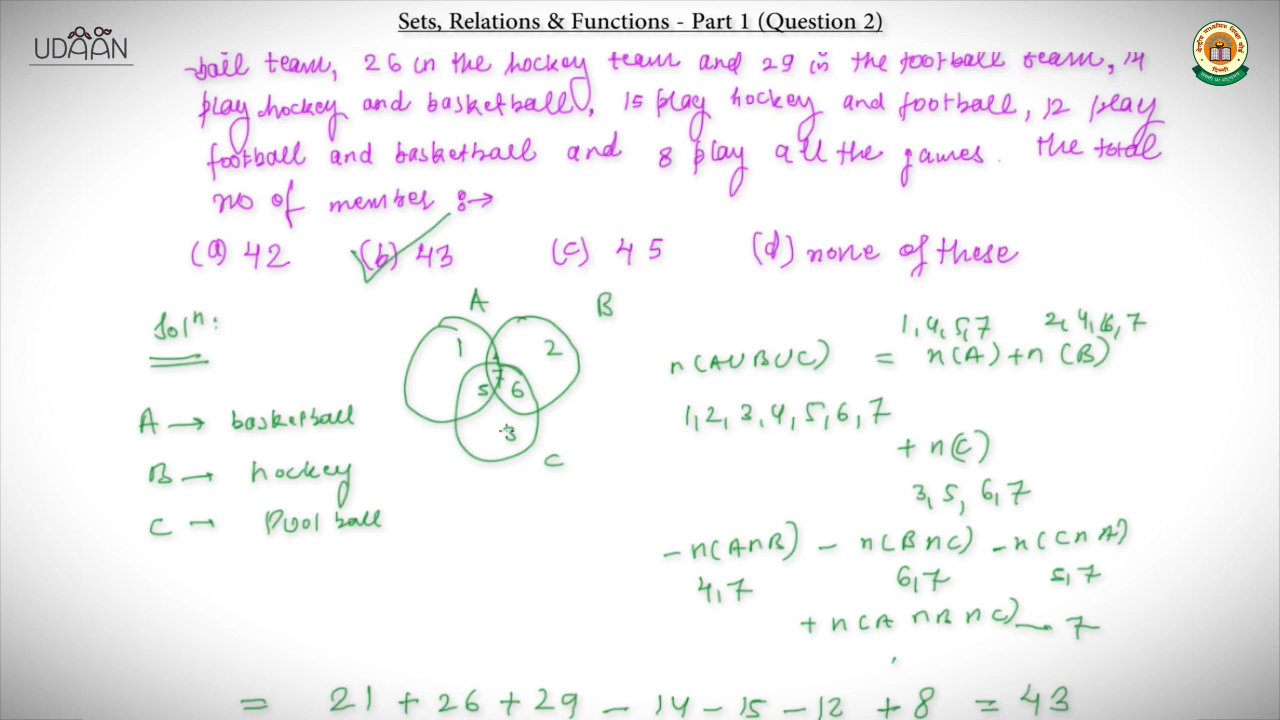 Sets, Relations & Functions - Part 1 (Question 2)
UDAAN
ball team, 26 in the hockey team and 29 in the football team, 14
play hockey and basketball, 15 play hockey and football, 12 play
football and basketball and 8 play all the games. The total
no of member :→
(a) 42 (b) 43 (c) 45 (d) none of these
Solⁿ:
A → basketball
B → hockey
C →
A B
1 2
4
7
5 6
3
C
1,4,5,7 2,4,6,7
n(A∪B∪C) = n(A)+n(B)
1,2,3,4,5,6,7
+ n(C)
3,5,6,7
-n(A∩B) - n(B∩C) -n(C∩A)
4,7 6,7 5,7
+ n(A∩B∩C) → 7
= 21 + 26 + 29 - 14 - 15 - 12 + 8 = 43